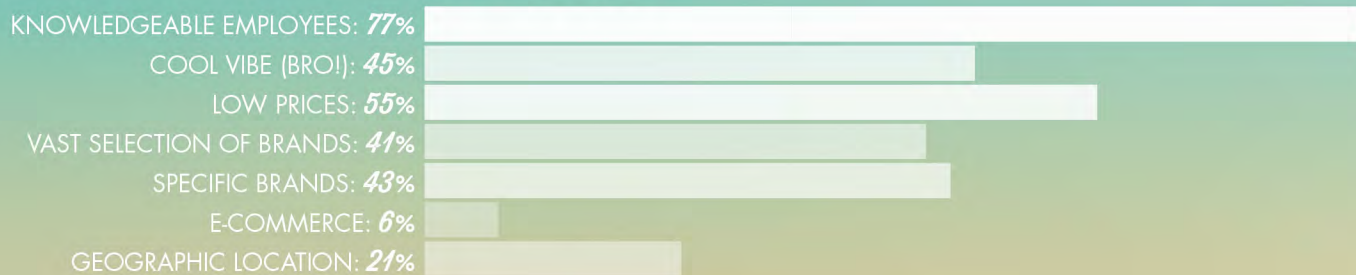 KNOWLEDGEABLE EMPLOYEES: 77%
COOL VIBE (BRO!): 45%
LOW PRICES: 55%
VAST SELECTION OF BRANDS: 41%
SPECIFIC BRANDS: 43%
E-COMMERCE: 6%
GEOGRAPHIC LOCATION: 21%